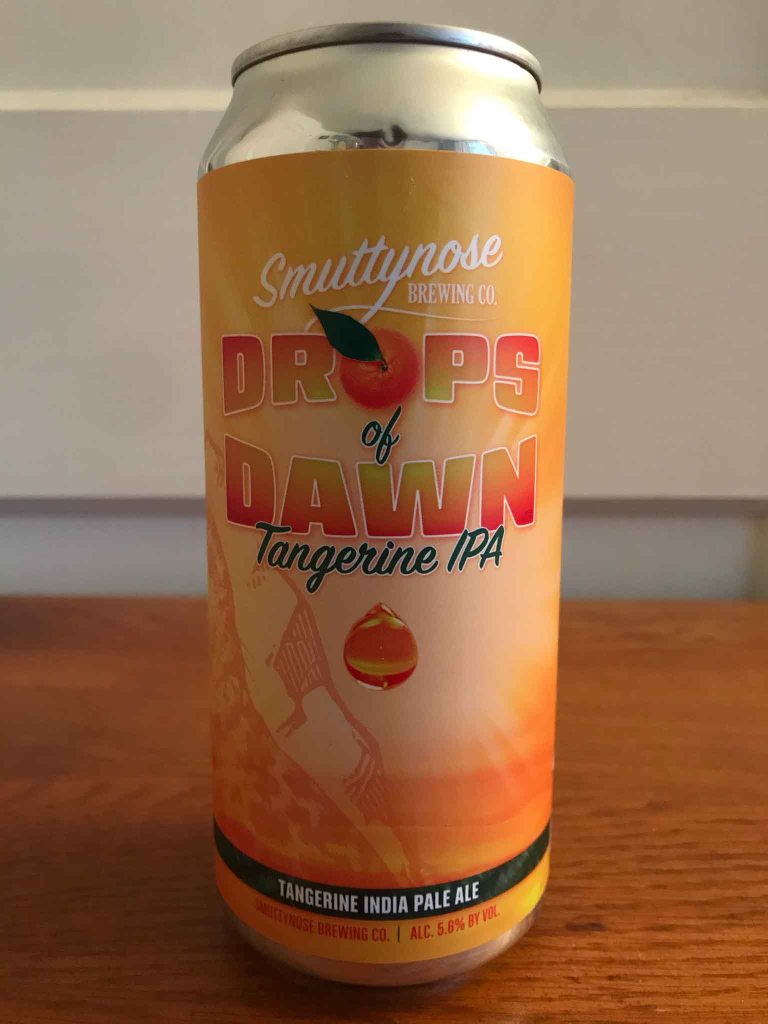 Smuttynose
BREWING CO.
DROPS
of
DAWN
Tangerine IPA
TANGERINE INDIA PALE ALE
SMUTTYNOSE BREWING CO. | ALC. 5.6% BY VOL.